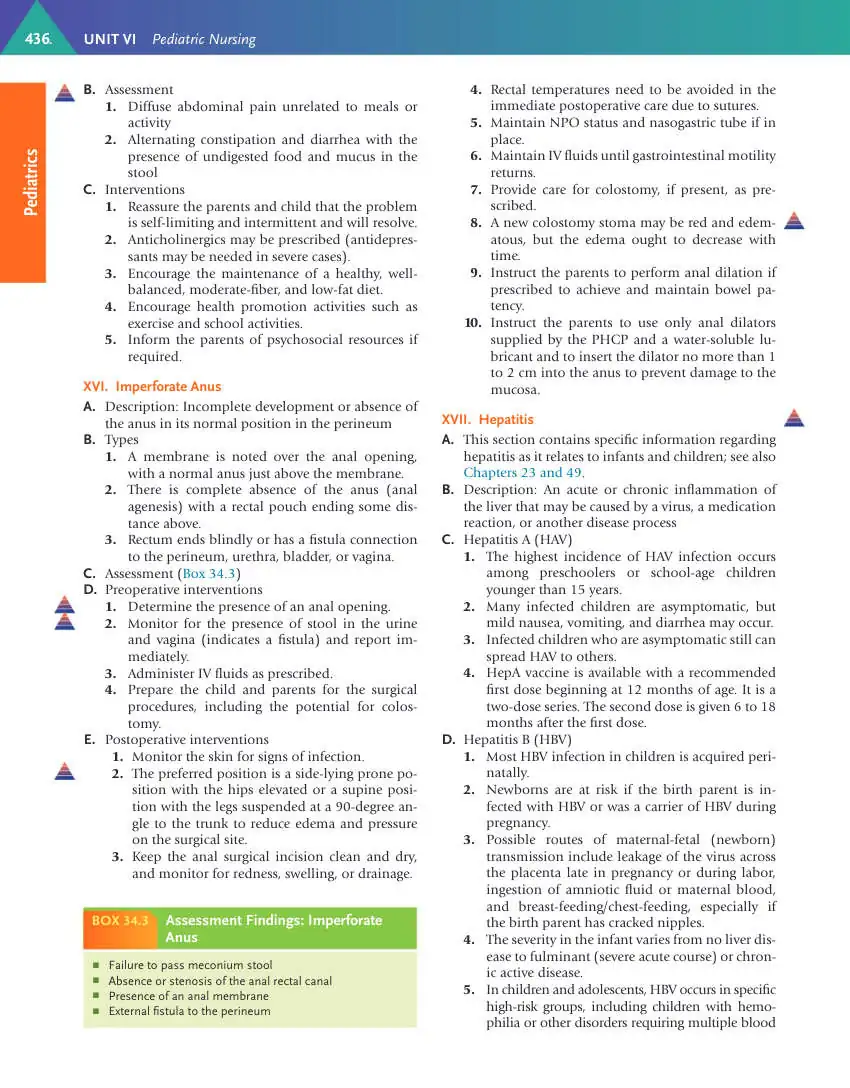 436.
UNIT VI Pediatric Nursing
Pediatrics
B. Assessment
1. Diffuse abdominal pain unrelated to meals or
activity
2. Alternating constipation and diarrhea with the
presence of undigested food and mucus in the
stool
C. Interventions
1. Reassure the parents and child that the problem
is self-limiting and intermittent and will resolve.
2. Anticholinergics may be prescribed (antidepres-
sants may be needed in severe cases).
3. Encourage the maintenance of a healthy, well-
balanced, moderate-fiber, and low-fat diet.
4. Encourage health promotion activities such as
exercise and school activities.
5. Inform the parents of psychosocial resources if
required.
XVI. Imperforate Anus
A. Description: Incomplete development or absence of
the anus in its normal position in the perineum
B. Types
1. A membrane is noted over the anal opening,
with a normal anus just above the membrane.
2. There is complete absence of the anus (anal
agenesis) with a rectal pouch ending some dis-
tance above.
3. Rectum ends blindly or has a fistula connection
to the perineum, urethra, bladder, or vagina.
C. Assessment (Box 34.3)
D. Preoperative interventions
1. Determine the presence of an anal opening.
2. Monitor for the presence of stool in the urine
and vagina (indicates a fistula) and report im-
mediately.
3. Administer IV fluids as prescribed.
4. Prepare the child and parents for the surgical
procedures, including the potential for colos-
tomy.
E. Postoperative interventions
1. Monitor the skin for signs of infection.
2. The preferred position is a side-lying prone po-
sition with the hips elevated or a supine posi-
tion with the legs suspended at a 90-degree an-
gle to the trunk to reduce edema and pressure
on the surgical site.
3. Keep the anal surgical incision clean and dry,
and monitor for redness, swelling, or drainage.
BOX 34.3 Assessment Findings: Imperforate
Anus
■ Failure to pass meconium stool
■ Absence or stenosis of the anal rectal canal
■ Presence of an anal membrane
■ External fistula to the perineum
4. Rectal temperatures need to be avoided in the
immediate postoperative care due to sutures.
5. Maintain NPO status and nasogastric tube if in
place.
6. Maintain IV fluids until gastrointestinal motility
returns.
7. Provide care for colostomy, if present, as pre-
scribed.
8. A new colostomy stoma may be red and edem-
atous, but the edema ought to decrease with
time.
9. Instruct the parents to perform anal dilation if
prescribed to achieve and maintain bowel pa-
tency.
10. Instruct the parents to use only anal dilators
supplied by the PHCP and a water-soluble lu-
bricant and to insert the dilator no more than 1
to 2 cm into the anus to prevent damage to the
mucosa.
XVII. Hepatitis
A. This section contains specific information regarding
hepatitis as it relates to infants and children; see also
Chapters 23 and 49.
B. Description: An acute or chronic inflammation of
the liver that may be caused by a virus, a medication
reaction, or another disease process
C. Hepatitis A (HAV)
1. The highest incidence of HAV infection occurs
among preschoolers or school-age children
younger than 15 years.
2. Many infected children are asymptomatic, but
mild nausea, vomiting, and diarrhea may occur.
3. Infected children who are asymptomatic still can
spread HAV to others.
4. HepA vaccine is available with a recommended
first dose beginning at 12 months of age. It is a
two-dose series. The second dose is given 6 to 18
months after the first dose.
D. Hepatitis B (HBV)
1. Most HBV infection in children is acquired peri-
natally.
2. Newborns are at risk if the birth parent is in-
fected with HBV or was a carrier of HBV during
pregnancy.
3. Possible routes of maternal-fetal (newborn)
transmission include leakage of the virus across
the placenta late in pregnancy or during labor,
ingestion of amniotic fluid or maternal blood,
and breast-feeding/chest-feeding, especially if
the birth parent has cracked nipples.
4. The severity in the infant varies from no liver dis-
ease to fulminant (severe acute course) or chron-
ic active disease.
5. In children and adolescents, HBV occurs in specific
high-risk groups, including children with hemo-
philia or other disorders requiring multiple blood